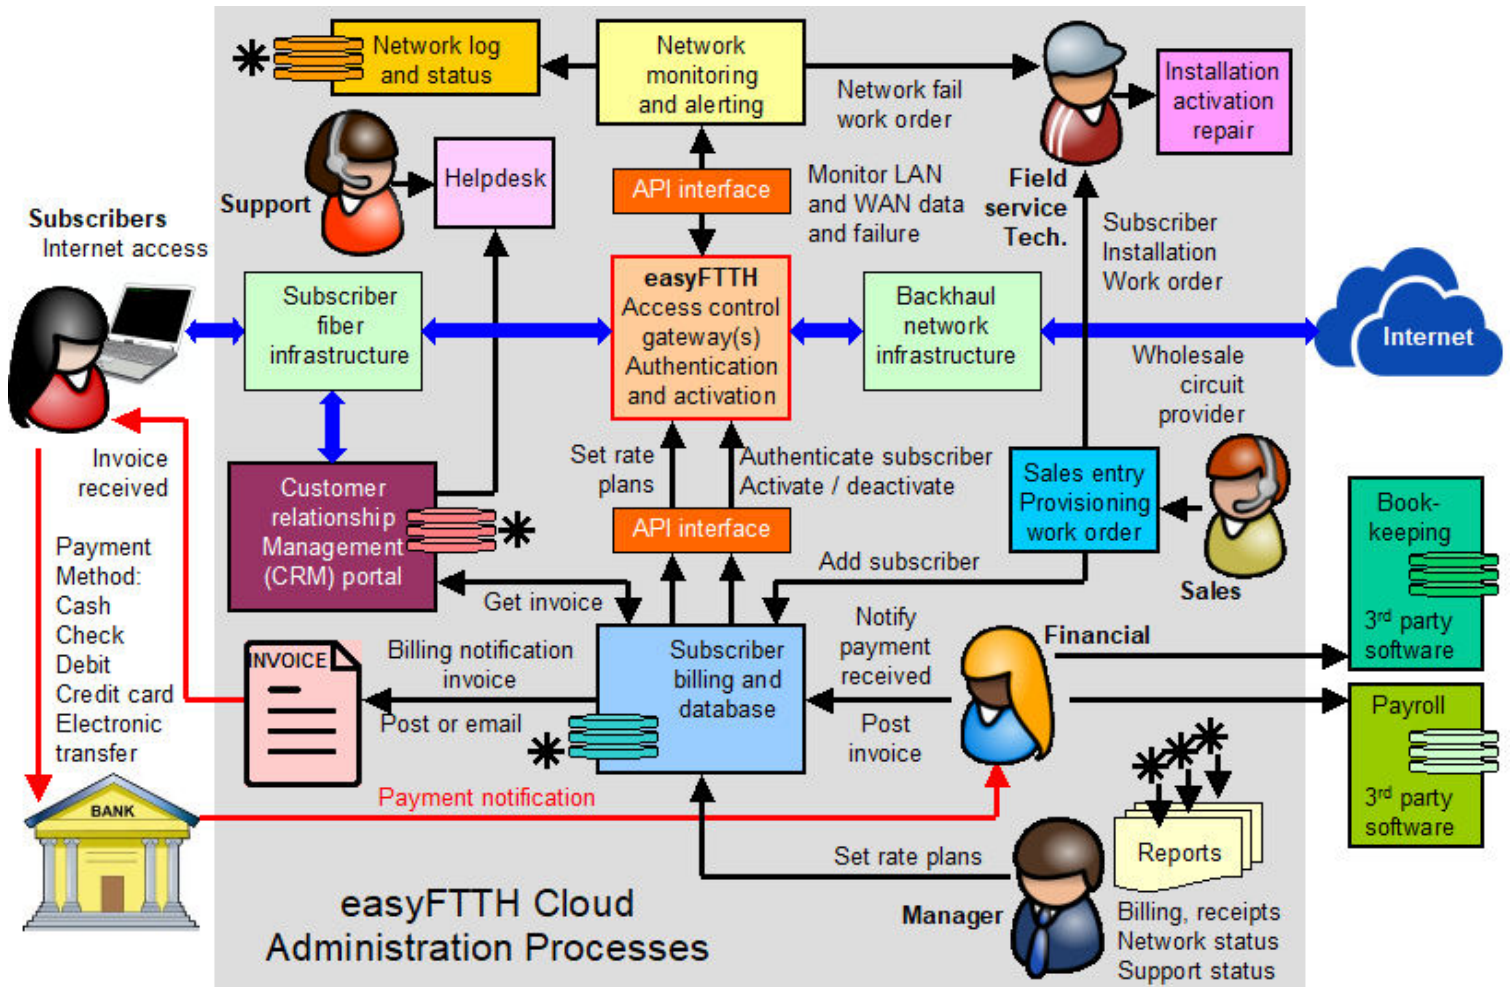 Network log
and status
Network
monitoring
and alerting
Network fail
work order
Installation
activation
repair
Support
Helpdesk
API interface
Monitor LAN
and WAN data
and failure
Field
service
Tech.
Subscriber
Installation
Work order
Subscribers
Internet access
Subscriber
fiber
infrastructure
easyFTTH
Access control
gateway(s)
Authentication
and activation
Backhaul
network
infrastructure
Internet
Wholesale
circuit
provider
Invoice
received
Customer
relationship
Management
(CRM) portal
Set rate
plans
Authenticate subscriber
Activate / deactivate
API interface
Sales entry
Provisioning
work order
Sales
Book-
keeping
3rd party
software
Payment
Method:
Cash
Check
Debit
Credit card
Electronic
transfer
Get invoice
Add subscriber
INVOICE
Billing notification
invoice
Post or email
Subscriber
billing and
database
Notify
payment
received
Post
invoice
Financial
Payroll
3rd party
software
BANK
Payment notification
Set rate plans
Manager
Reports
Billing, receipts
Network status
Support status
easyFTTH Cloud
Administration Processes